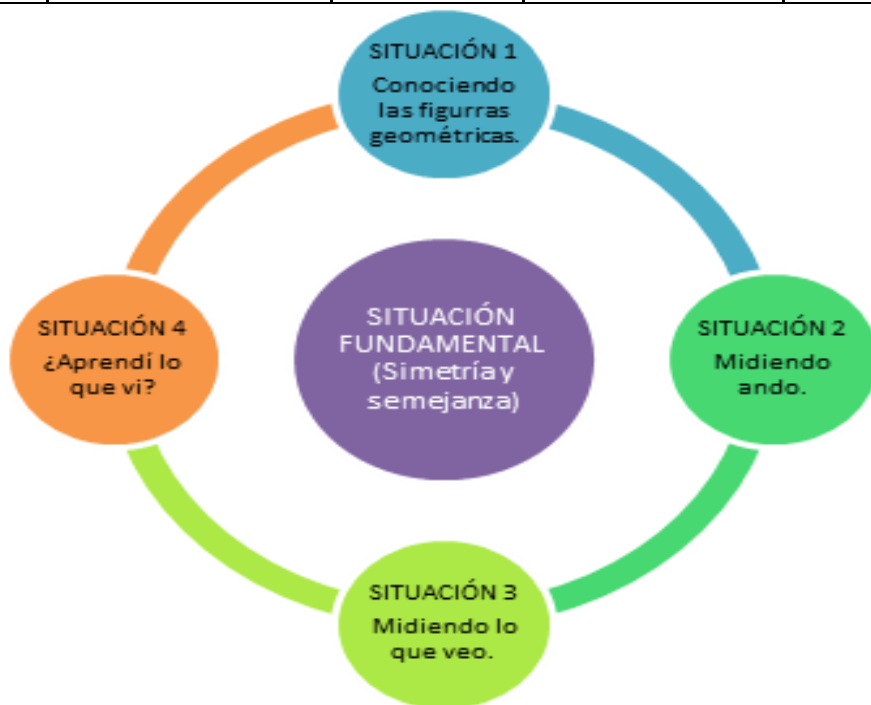 SITUACIÓN 1
Conociendo
las figurras
geométricas.
SITUACIÓN 4
¿Aprendí lo
que vi?
SITUACIÓN
FUNDAMENTAL
(Simetría y
semejanza)
SITUACIÓN 2
Midiendo
ando.
SITUACIÓN 3
Midiendo lo
que veo.